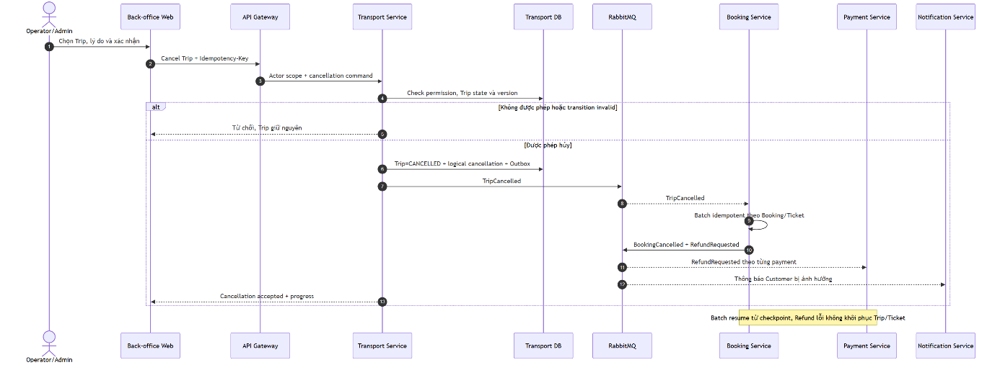 Back-office Web
API Gateway
Transport Service
Transport DB
RabbitMQ
Booking Service
Payment Service
Notification Service
Operator/Admin
1
Chọn Trip, lý do và xác nhận
2
Cancel Trip + Idempotency-Key
3
Actor scope + cancellation command
4
Check permission, Trip state và version
alt
[Không được phép hoặc transition invalid]
5
Từ chối, Trip giữ nguyên
[Được phép hủy]
6
Trip=CANCELLED + logical cancellation + Outbox
7
TripCancelled
8
TripCancelled
Batch idempotent theo Booking/Ticket
9
BookingCancelled + RefundRequested
10
11
RefundRequested theo từng payment
12
Thông báo Customer bị ảnh hưởng
Cancellation accepted + progress
13
Batch resume từ checkpoint, Refund lỗi không khôi phục Trip/Ticket
Operator/Admin
Back-office Web
API Gateway
Transport Service
Transport DB
RabbitMQ
Booking Service
Payment Service
Notification Service